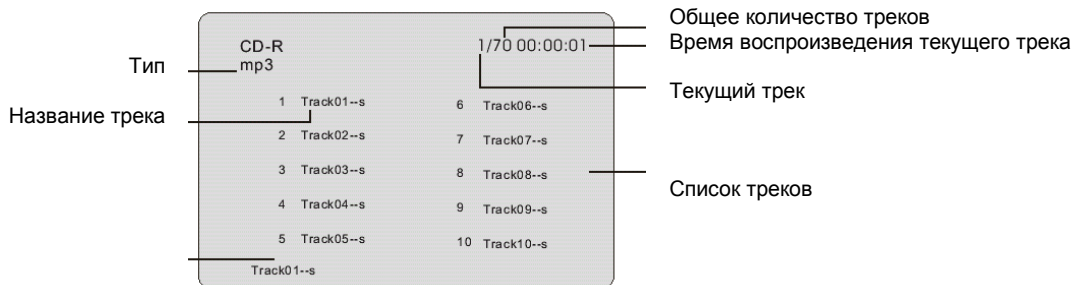 Общее количество треков
CD-R
1/70 00:00:01
Время воспроизведения текущего трека
Тип
mp3
Текущий трек
Название трека
1 Track01--s
6 Track06--s
2 Track02--s
7 Track07--s
3 Track03--s
8 Track08--s
Список треков
4 Track04--s
9 Track09--s
5 Track05--s
10 Track10--s
Track01--s